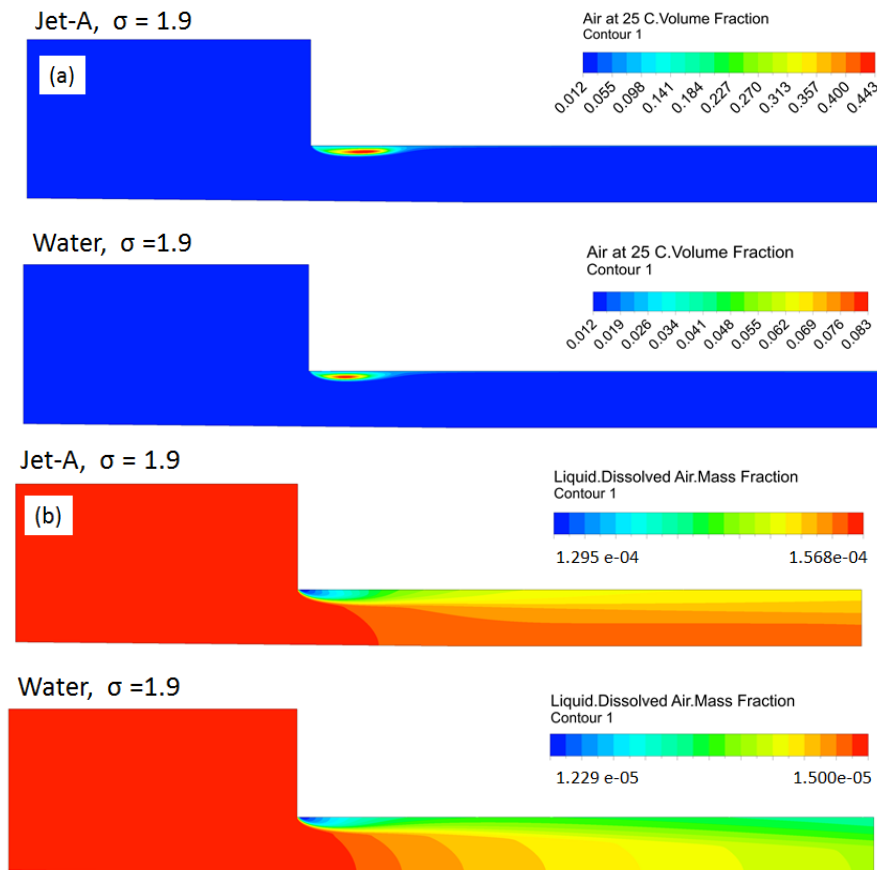 Jet-A, σ = 1.9
(a)
Air at 25 C.Volume Fraction
Contour 1
0.012 0.055 0.098 0.141 0.184 0.227 0.270 0.313 0.357 0.400 0.443
Water, σ =1.9
Air at 25 C.Volume Fraction
Contour 1
0.012 0.019 0.026 0.034 0.041 0.048 0.055 0.062 0.069 0.076 0.083
Jet-A, σ = 1.9
(b)
Liquid.Dissolved Air.Mass Fraction
Contour 1
1.295 e-04 1.568e-04
Water, σ =1.9
Liquid.Dissolved Air.Mass Fraction
Contour 1
1.229 e-05 1.500e-05